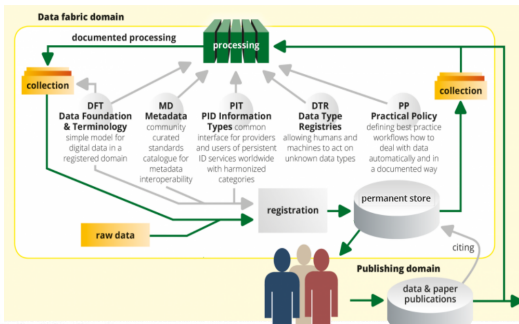 Data fabric domain
documented processing
processing
collection
collection
DFT
Data Foundation
& Terminology
simple model for
digital data in a
registered domain
MD
Metadata
community
curated
standards
catalogue for
metadata
interoperability
PIT
PID Information
Types common
interface for providers
and users of persistent
ID services worldwide
with harmonized
categories
DTR
Data Type
Registries
allowing humans and
machines to act on
unknown data types
PP
Practical Policy
defining best practice
workflows how to
deal with data
automatically and in
a documented way
registration
permanent store
raw data
citing
Publishing domain
data & paper
publications